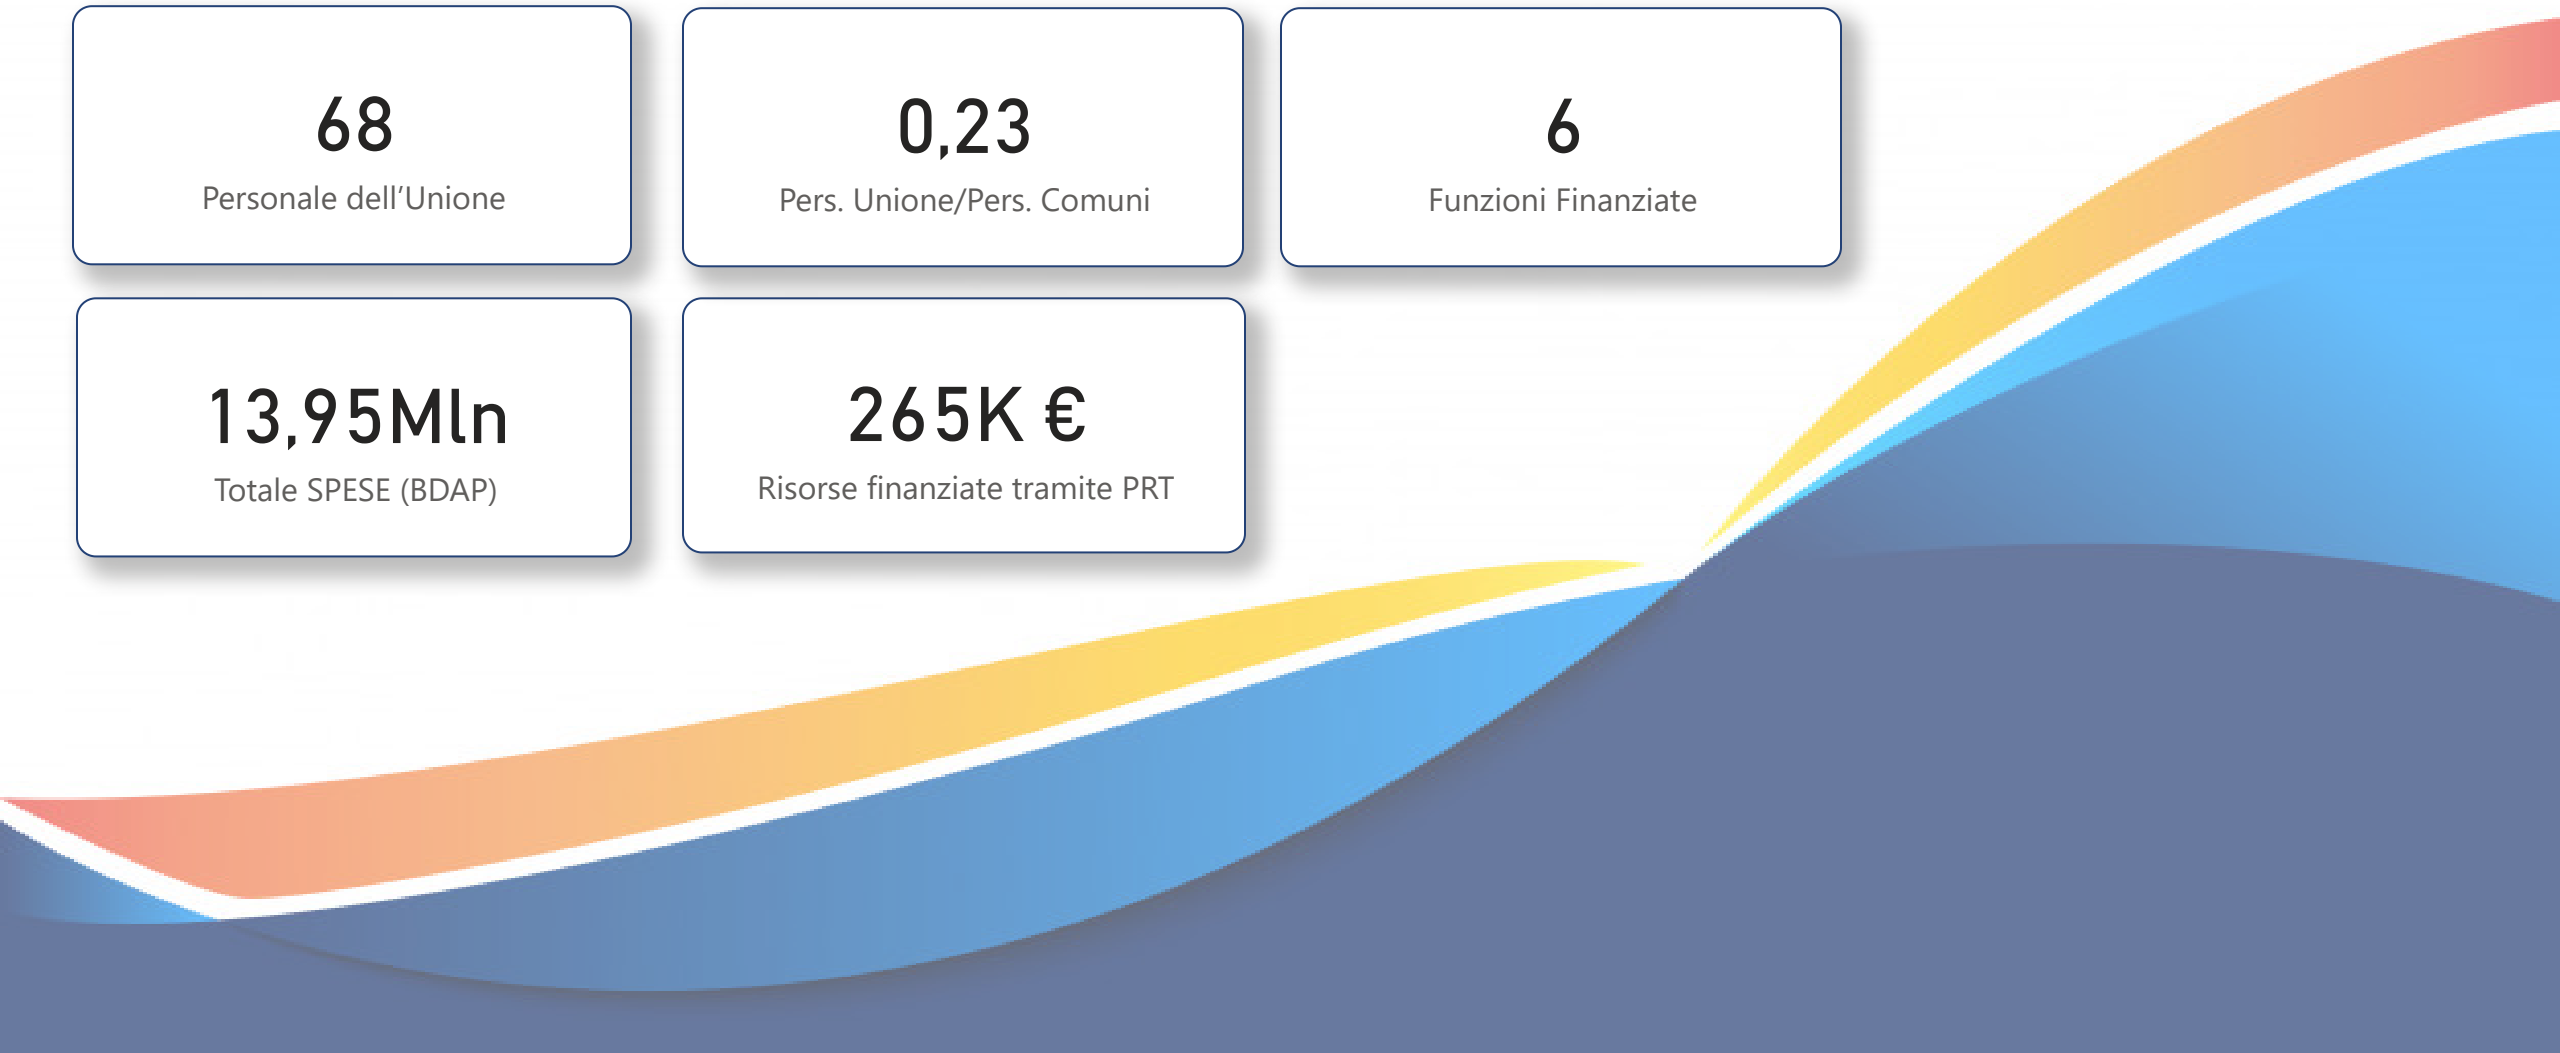 68
Personale dell’Unione
0,23
Pers. Unione/Pers. Comuni
6
Funzioni Finanziate
13,95Mln
Totale SPESE (BDAP)
265K €
Risorse finanziate tramite PRT